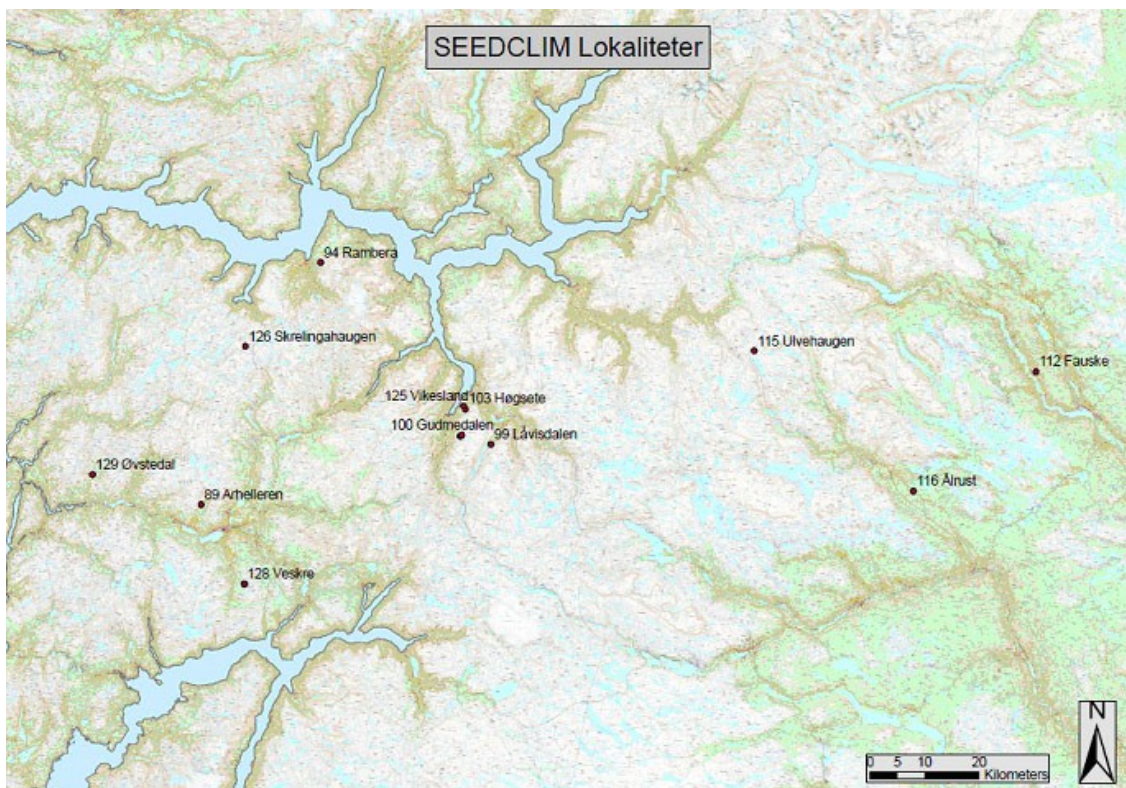 SEEDCLIM Lokaliteter
94 Rambera
126 Skrelingahaugen
115 Ulvehaugen
112 Fauske
125 Vikesland
103 Høgsete
100 Gudmedalen
99 Låvisdalen
129 Øvstedal
116 Ålrust
89 Arhelleren
128 Veskre
N
0 5 10 20
Kilometers